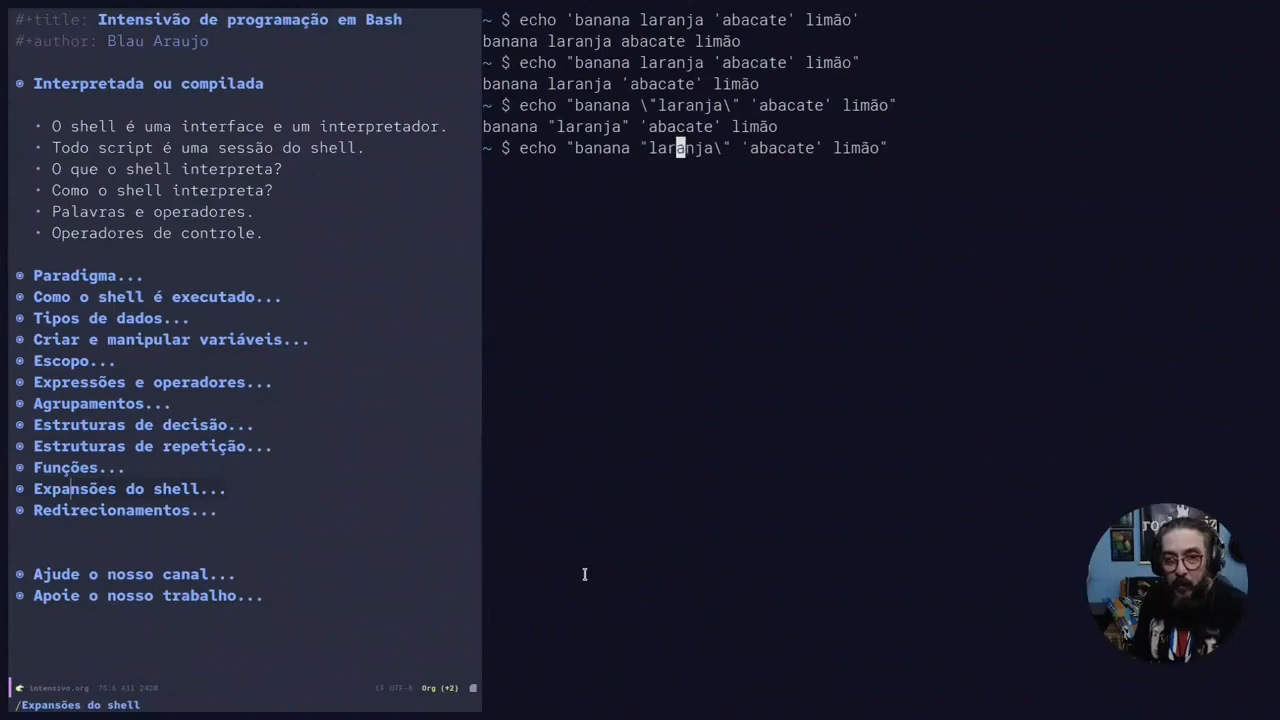 #+title: Intensivão de programação em Bash
#+author: Blau Araujo
Interpretada ou compilada
• O shell é uma interface e um interpretador.
• Todo script é uma sessão do shell.
• O que o shell interpreta?
• Como o shell interpreta?
• Palavras e operadores.
• Operadores de controle.
Paradigma...
Como o shell é executado...
Tipos de dados...
Criar e manipular variáveis...
Escopo...
Expressões e operadores...
Agrupamentos...
Estruturas de decisão...
Estruturas de repetição...
Funções...
Expansões do shell...
Redirecionamentos...
Ajude o nosso canal...
Apoie o nosso trabalho...
intensivo.org 75:6 All 242W LF UTF-8 Org (+2)
/Expansões do shell
~ $ echo 'banana laranja 'abacate' limão'
banana laranja abacate limão
~ $ echo "banana laranja 'abacate' limão"
banana laranja 'abacate' limão
~ $ echo "banana \"laranja\" 'abacate' limão"
banana "laranja" 'abacate' limão
~ $ echo "banana "laranja\" 'abacate' limão"